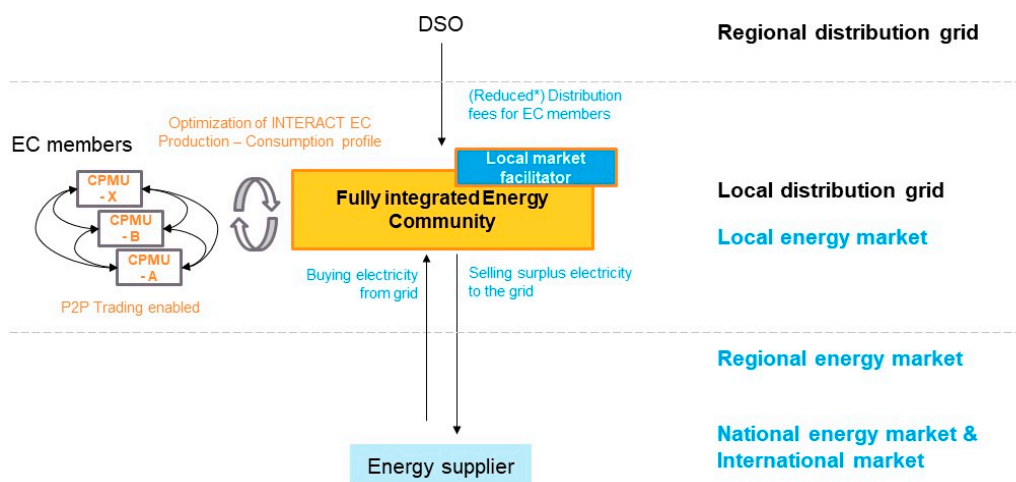 DSO
Regional distribution grid
(Reduced*) Distribution
fees for EC members
Optimization of INTERACT EC
Production – Consumption profile
EC members
CPMU
- X
CPMU
- B
CPMU
- A
P2P Trading enabled
Local market
facilitator
Fully integrated Energy
Community
Local distribution grid
Local energy market
Buying electricity
from grid
Selling surplus electricity
to the grid
Regional energy market
National energy market &
International market
Energy supplier